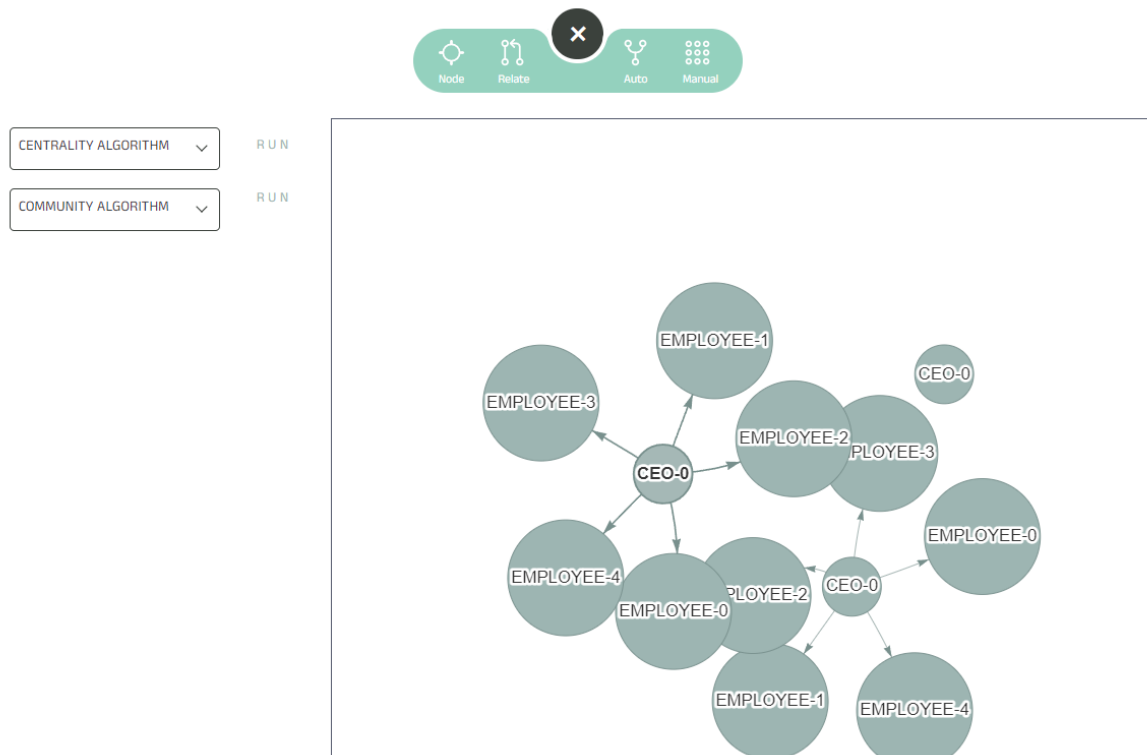 Node
Relate
Auto
Manual
CENTRALITY ALGORITHM
RUN
COMMUNITY ALGORITHM
RUN
EMPLOYEE-1
CEO-0
EMPLOYEE-3
EMPLOYEE-2
PLOYEE-3
CEO-0
EMPLOYEE-0
EMPLOYEE-4
EMPLOYEE-0
PLOYEE-2
CEO-0
EMPLOYEE-1
EMPLOYEE-4